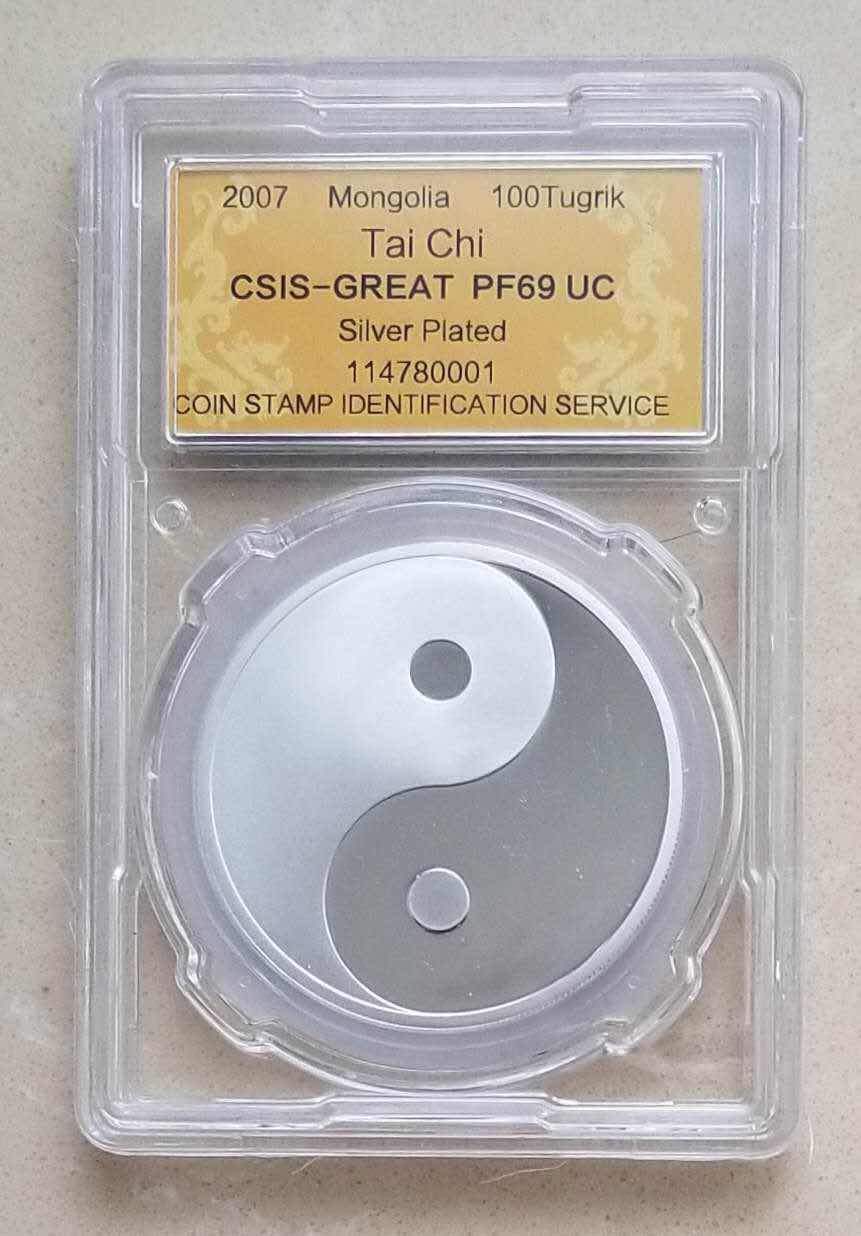 2007 Mongolia 100Tugrik
Tai Chi
CSIS-GREAT PF69 UC
Silver Plated
114780001
COIN STAMP IDENTIFICATION SERVICE